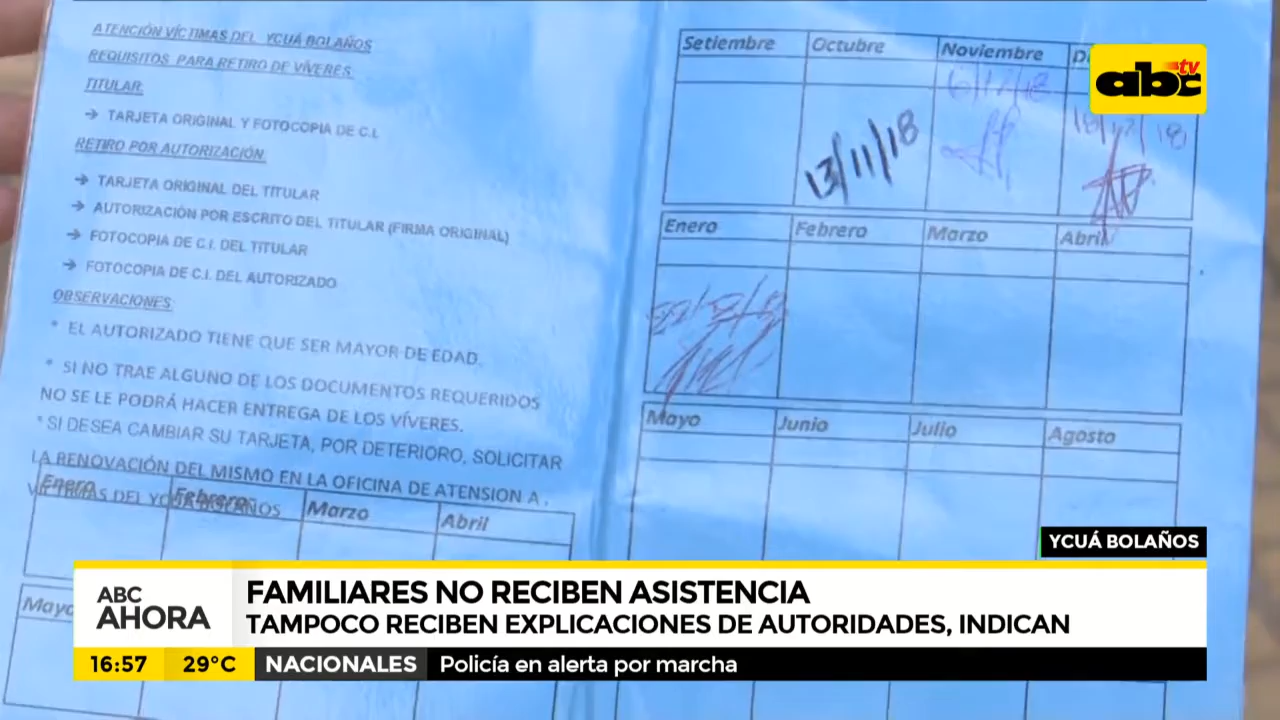 ATENCIÓN VÍCTIMAS DEL YCUÁ BOLAÑOS
REQUISITOS PARA RETIRO DE VÍVERES
TITULAR
→ TARJETA ORIGINAL Y FOTOCOPIA DE C.I.
RETIRO POR AUTORIZACIÓN
→ TARJETA ORIGINAL DEL TITULAR
→ AUTORIZACIÓN POR ESCRITO DEL TITULAR (FIRMA ORIGINAL)
→ FOTOCOPIA DE C.I. DEL TITULAR
→ FOTOCOPIA DE C.I. DEL AUTORIZADO
OBSERVACIONES:
* EL AUTORIZADO TIENE QUE SER MAYOR DE EDAD.
* SI NO TRAE ALGUNO DE LOS DOCUMENTOS REQUERIDOS
NO SE LE PODRÁ HACER ENTREGA DE LOS VÍVERES.
* SI DESEA CAMBIAR SU TARJETA, POR DETERIORO, SOLICITAR
LA RENOVACIÓN DEL MISMO EN LA OFICINA DE ATENSION A
VICTIMAS DEL YCUÁ BOLAÑOS
Enero Febrero Marzo Abril
Mayo
Setiembre Octubre Noviembre
13/11/18 18/12/18
Enero Febrero Marzo Abril
Mayo Junio Julio Agosto
abc tv
YCUÁ BOLAÑOS
ABC AHORA
FAMILIARES NO RECIBEN ASISTENCIA
TAMPOCO RECIBEN EXPLICACIONES DE AUTORIDADES, INDICAN
16:57 29°C NACIONALES Policía en alerta por marcha